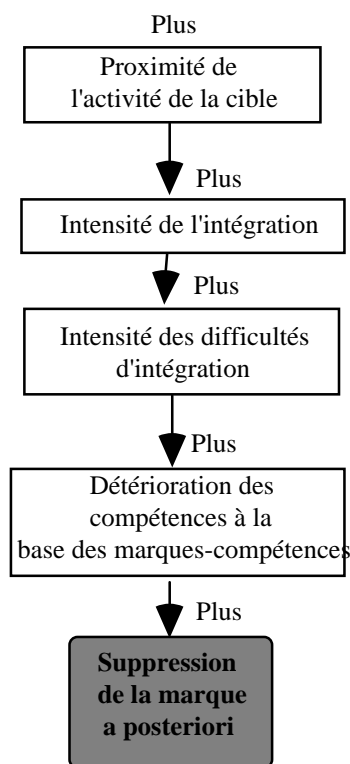 Plus
Proximité de
l'activité de la cible
Plus
Intensité de l'intégration
Plus
Intensité des difficultés
d'intégration
Plus
Détérioration des
compétences à la
base des marques-compétences
Plus
Suppression
de la marque
a posteriori